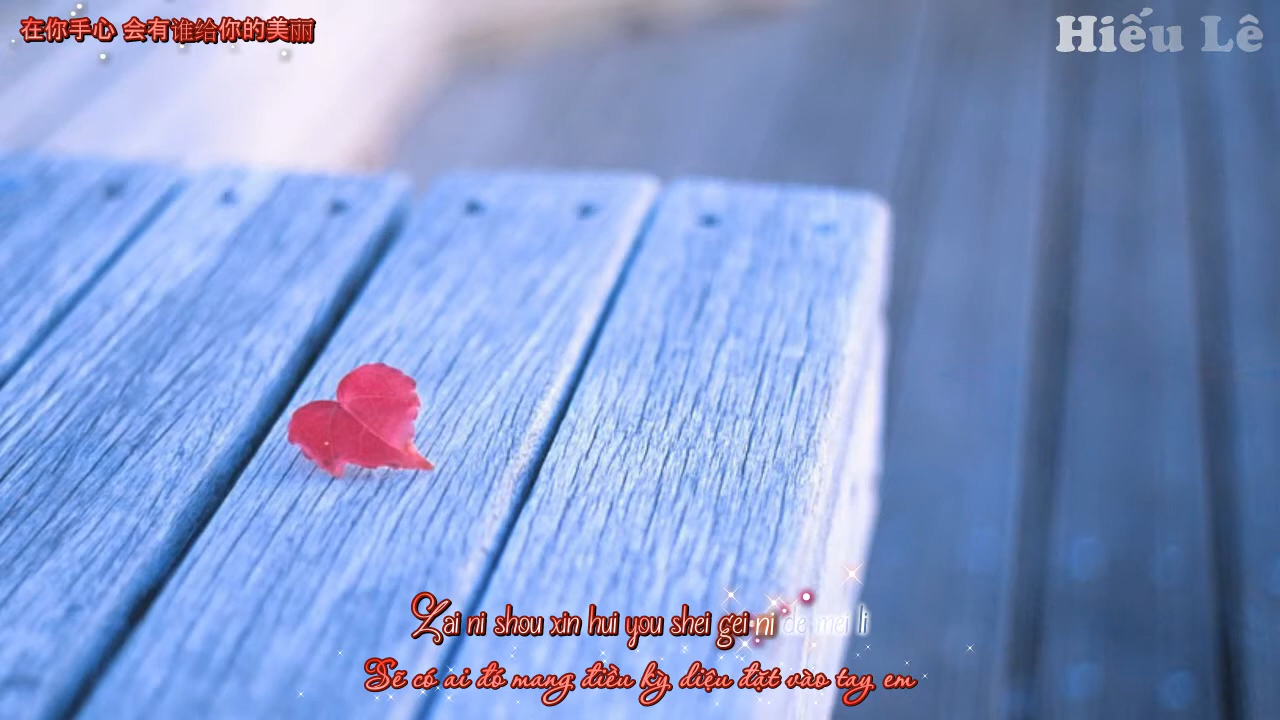 在你手心 会有谁给你的美丽
Hiếu Lê
Zai ni shou xin hui you shei gei ni de mei li
Sẽ có ai đó mang điều kỳ diệu đặt vào tay em